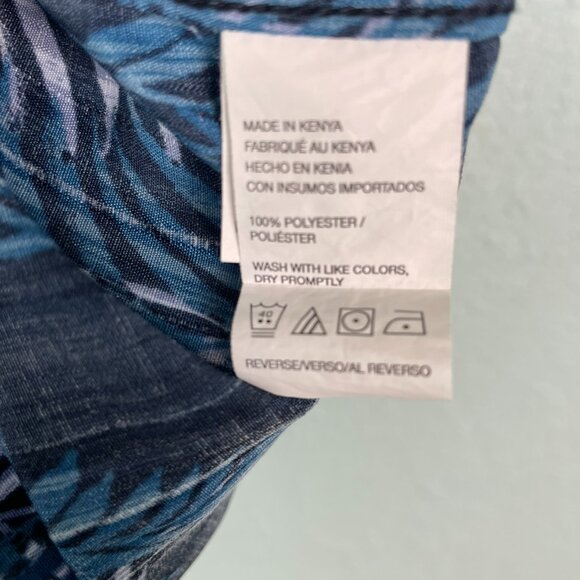 MADE IN KENYA
FABRIQUÉ AU KENYA
HECHO EN KENIA
CON INSUMOS IMPORTADOS
100% POLYESTER /
POLIÉSTER
WASH WITH LIKE COLORS,
DRY PROMPTLY
40
REVERSE/VERSO/AL REVERSO